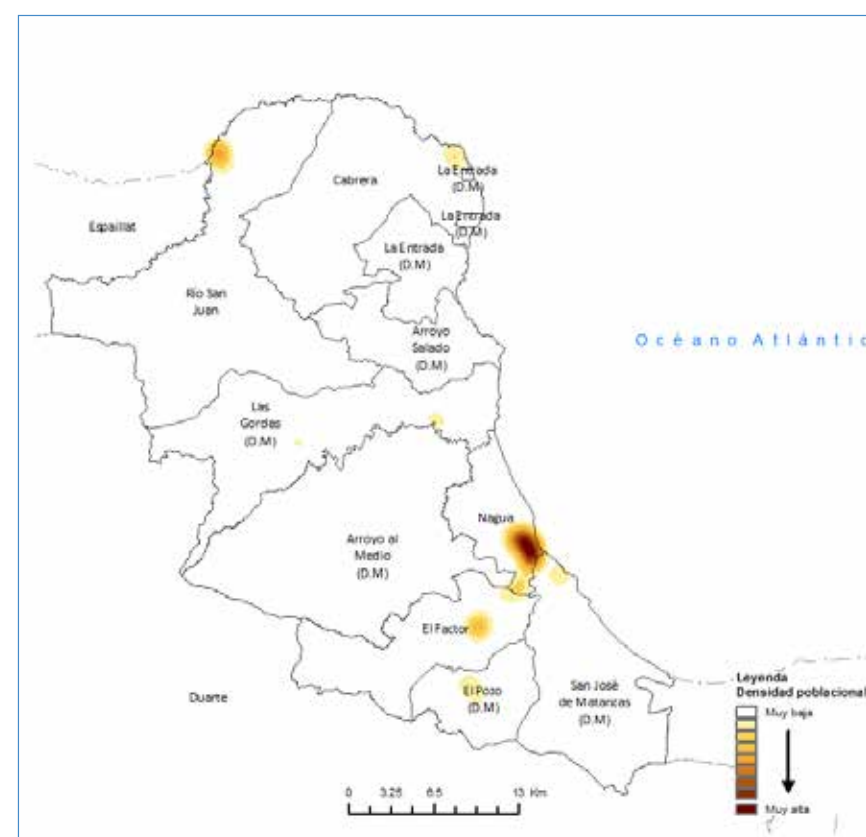 Cabrera
La Entrada
(D.M)
La Entrada
(D.M)
Espaillat
La Entrada
(D.M)
Río San
Juan
Arroyo
Salado
(D.M)
Océano Atlántic
Las
Gordas
(D.M)
Nagua
Arroyo al
Medio
(D.M)
El Factor
Duarte
El Pozo
(D.M)
San José
de Matanzas
(D.M)
Leyenda
Densidad poblacional
Muy baja
Muy alta
0 3.25 6.5 13 Km